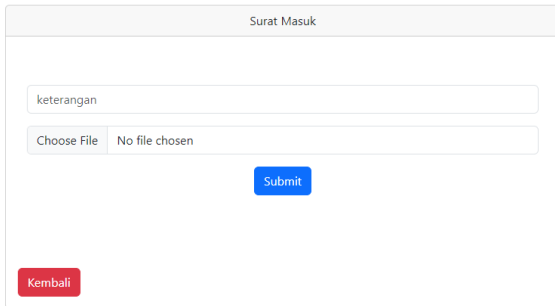 Surat Masuk
keterangan
Choose File No file chosen
Submit
Kembali